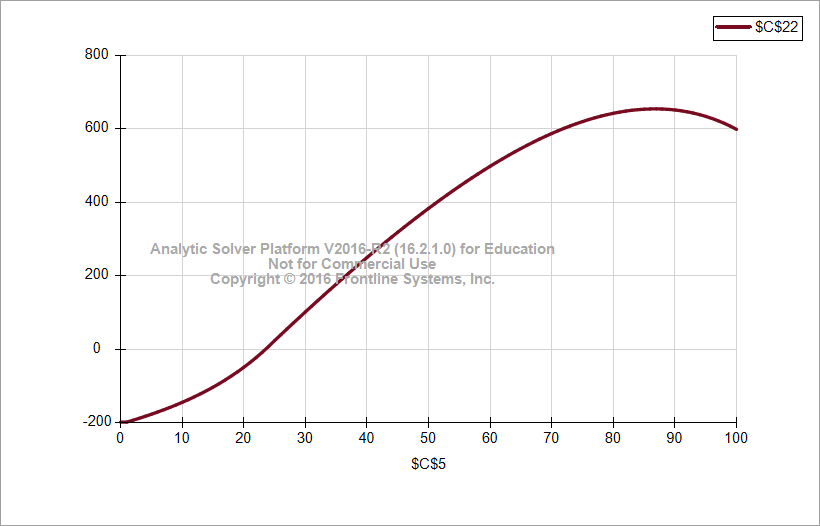 $C$22
800
600
400
200
0
-200
Analytic Solver Platform V2016-R2 (16.2.1.0) for Education
Not for Commercial Use
Copyright © 2016 Frontline Systems, Inc.
0 10 20 30 40 50 60 70 80 90 100
$C$5